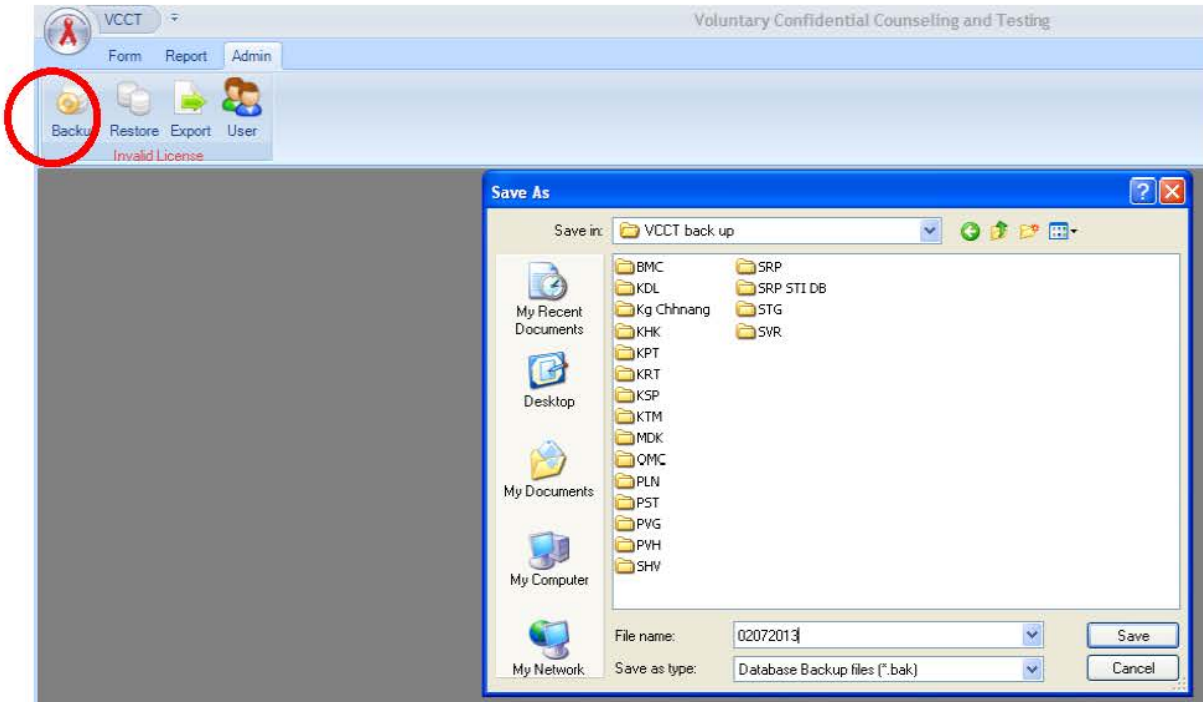 VCCT
Voluntary Confidential Counseling and Testing
Form Report Admin
Backup Restore Export User
Invalid License
Save As
Save in: VCCT back up
BMC
KDL
Kg Chhnang
KHK
KPT
KRT
KSP
KTM
MDK
OMC
PLN
PST
PVG
PVH
SHV
SRP
SRP STI DB
STG
SVR
My Recent
Documents
Desktop
My Documents
My Computer
My Network
File name: 02072013 Save
Save as type: Database Backup files (*.bak) Cancel